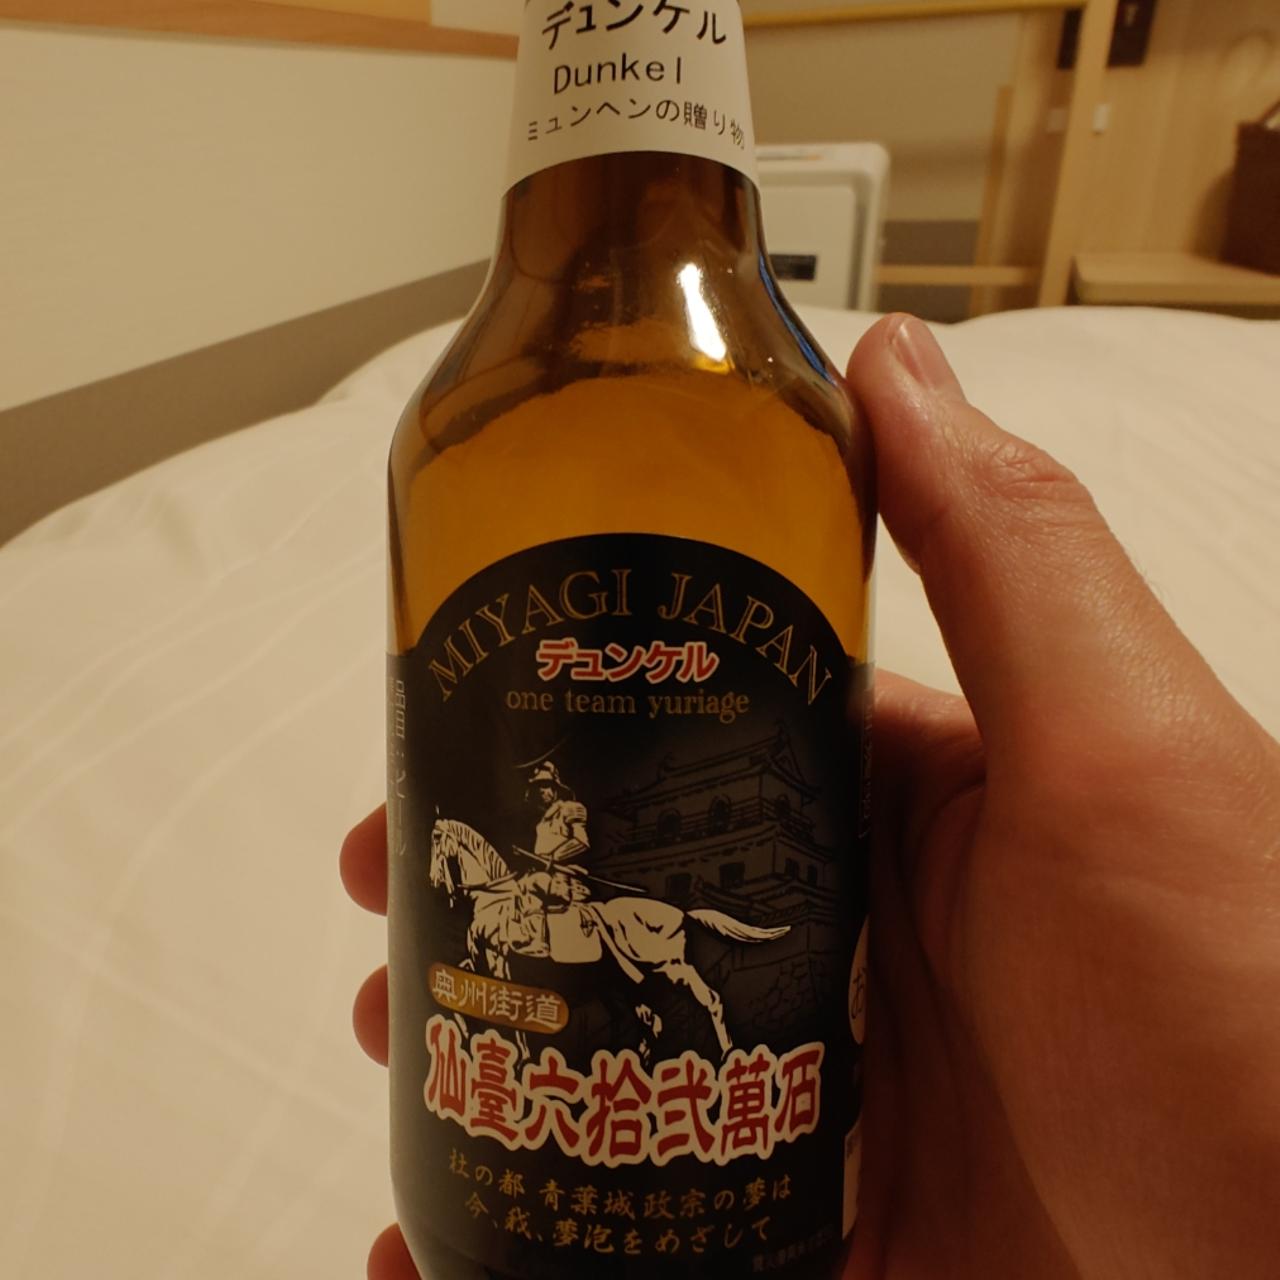 デュンケル
Dunkel
ミュンヘンの贈り物
MIYAGI JAPAN
デュンケル
one team yuriage
奥州街道
仙臺六拾弐萬石
杜の都 青葉城政宗の夢は
今、我、夢泡をめざして